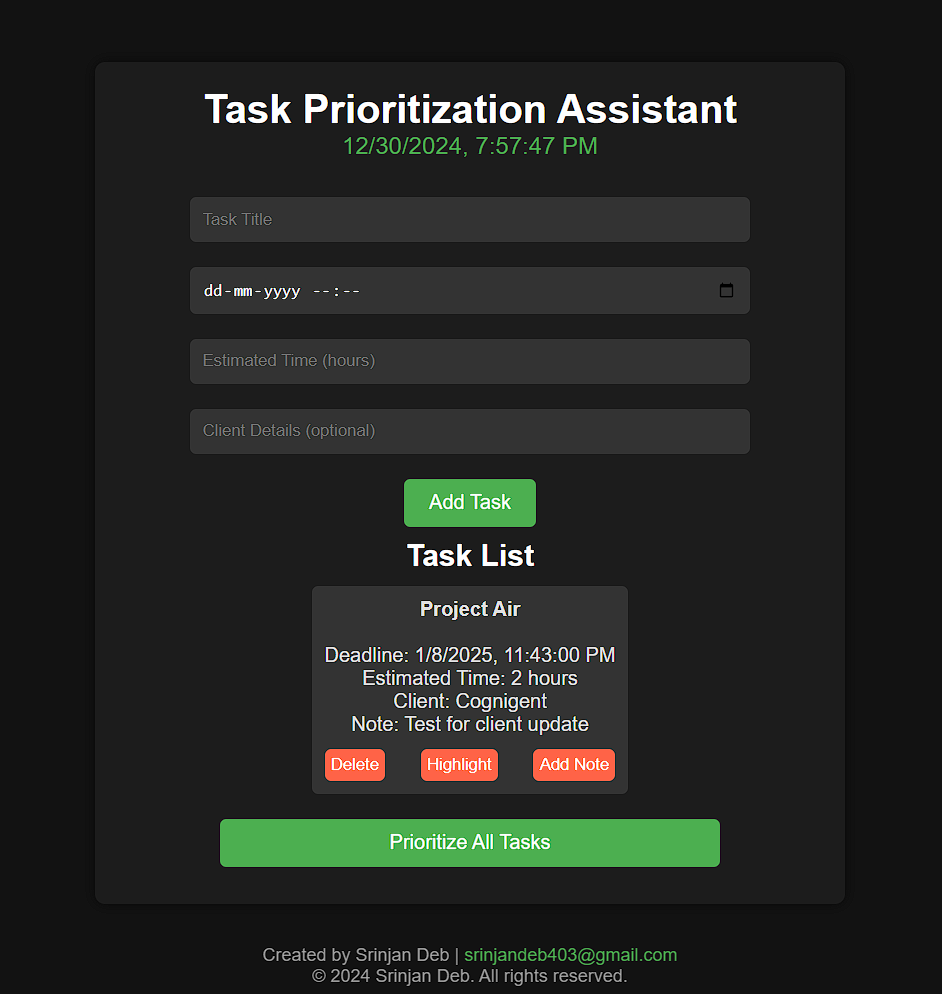 Task Prioritization Assistant
12/30/2024, 7:57:47 PM
Task Title
dd-mm-yyyy --:--
Estimated Time (hours)
Client Details (optional)
Add Task
Task List
Project Air
Deadline: 1/8/2025, 11:43:00 PM
Estimated Time: 2 hours
Client: Cognigent
Note: Test for client update
Delete Highlight Add Note
Prioritize All Tasks
Created by Srinjan Deb | srinjandeb403@gmail.com
© 2024 Srinjan Deb. All rights reserved.